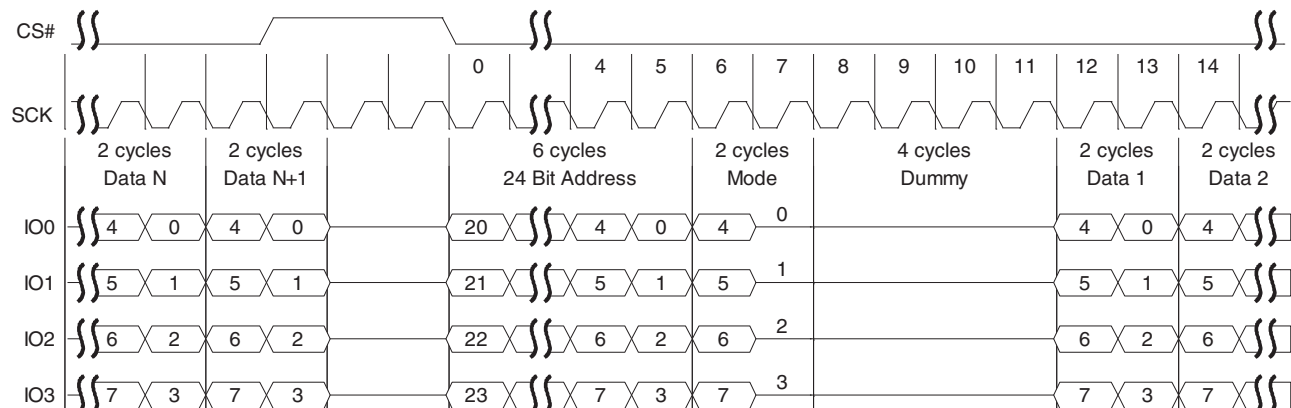 CS#
0 4 5 6 7 8 9 10 11 12 13 14
SCK
2 cycles 2 cycles 6 cycles 2 cycles 4 cycles 2 cycles 2 cycles
Data N Data N+1 24 Bit Address Mode Dummy Data 1 Data 2
IO0 4 0 4 0 20 4 0 4 0 4 0 4
IO1 5 1 5 1 21 5 1 5 1 5 1 5
IO2 6 2 6 2 22 6 2 6 2 6 2 6
IO3 7 3 7 3 23 7 3 7 3 7 3 7